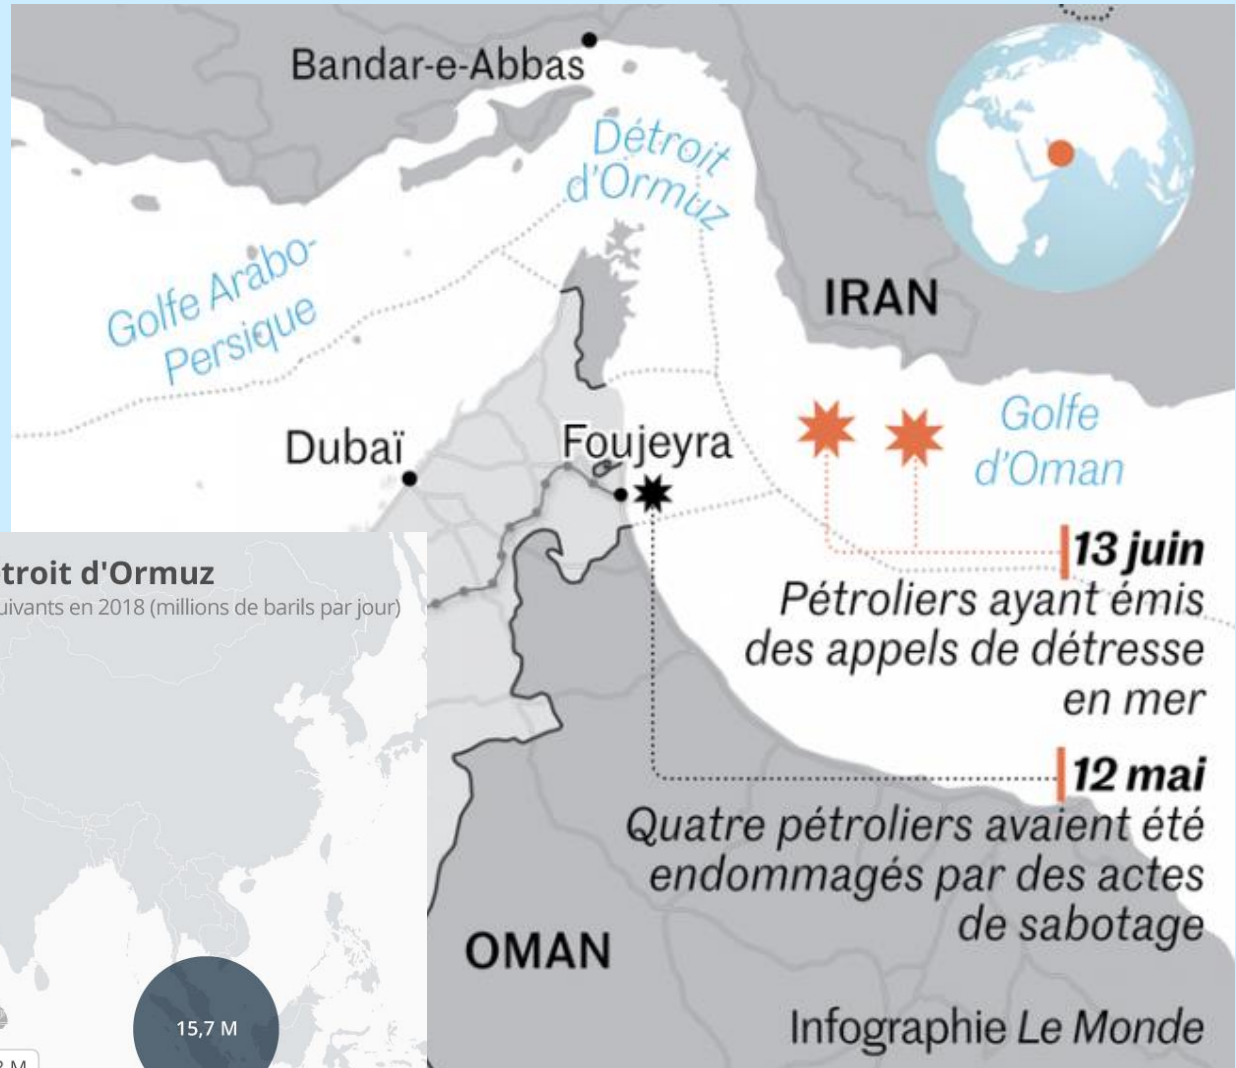 Bandar-e-Abbas
Détroit
d'Ormuz
Golfe Arabo-
Persique
IRAN
Dubaï
Foujeyra
Golfe
d'Oman
13 juin
Pétroliers ayant émis
des appels de détresse
en mer
12 mai
Quatre pétroliers avaient été
endommagés par des actes
de sabotage
OMAN
Infographie Le Monde
troit d'Ormuz
uivants en 2018 (millions de barils par jour)
15,7 M
M